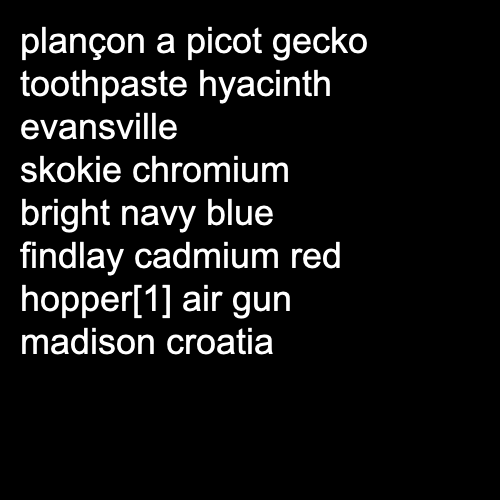 plançon a picot gecko
toothpaste hyacinth
evansville
skokie chromium
bright navy blue
findlay cadmium red
hopper[1] air gun
madison croatia